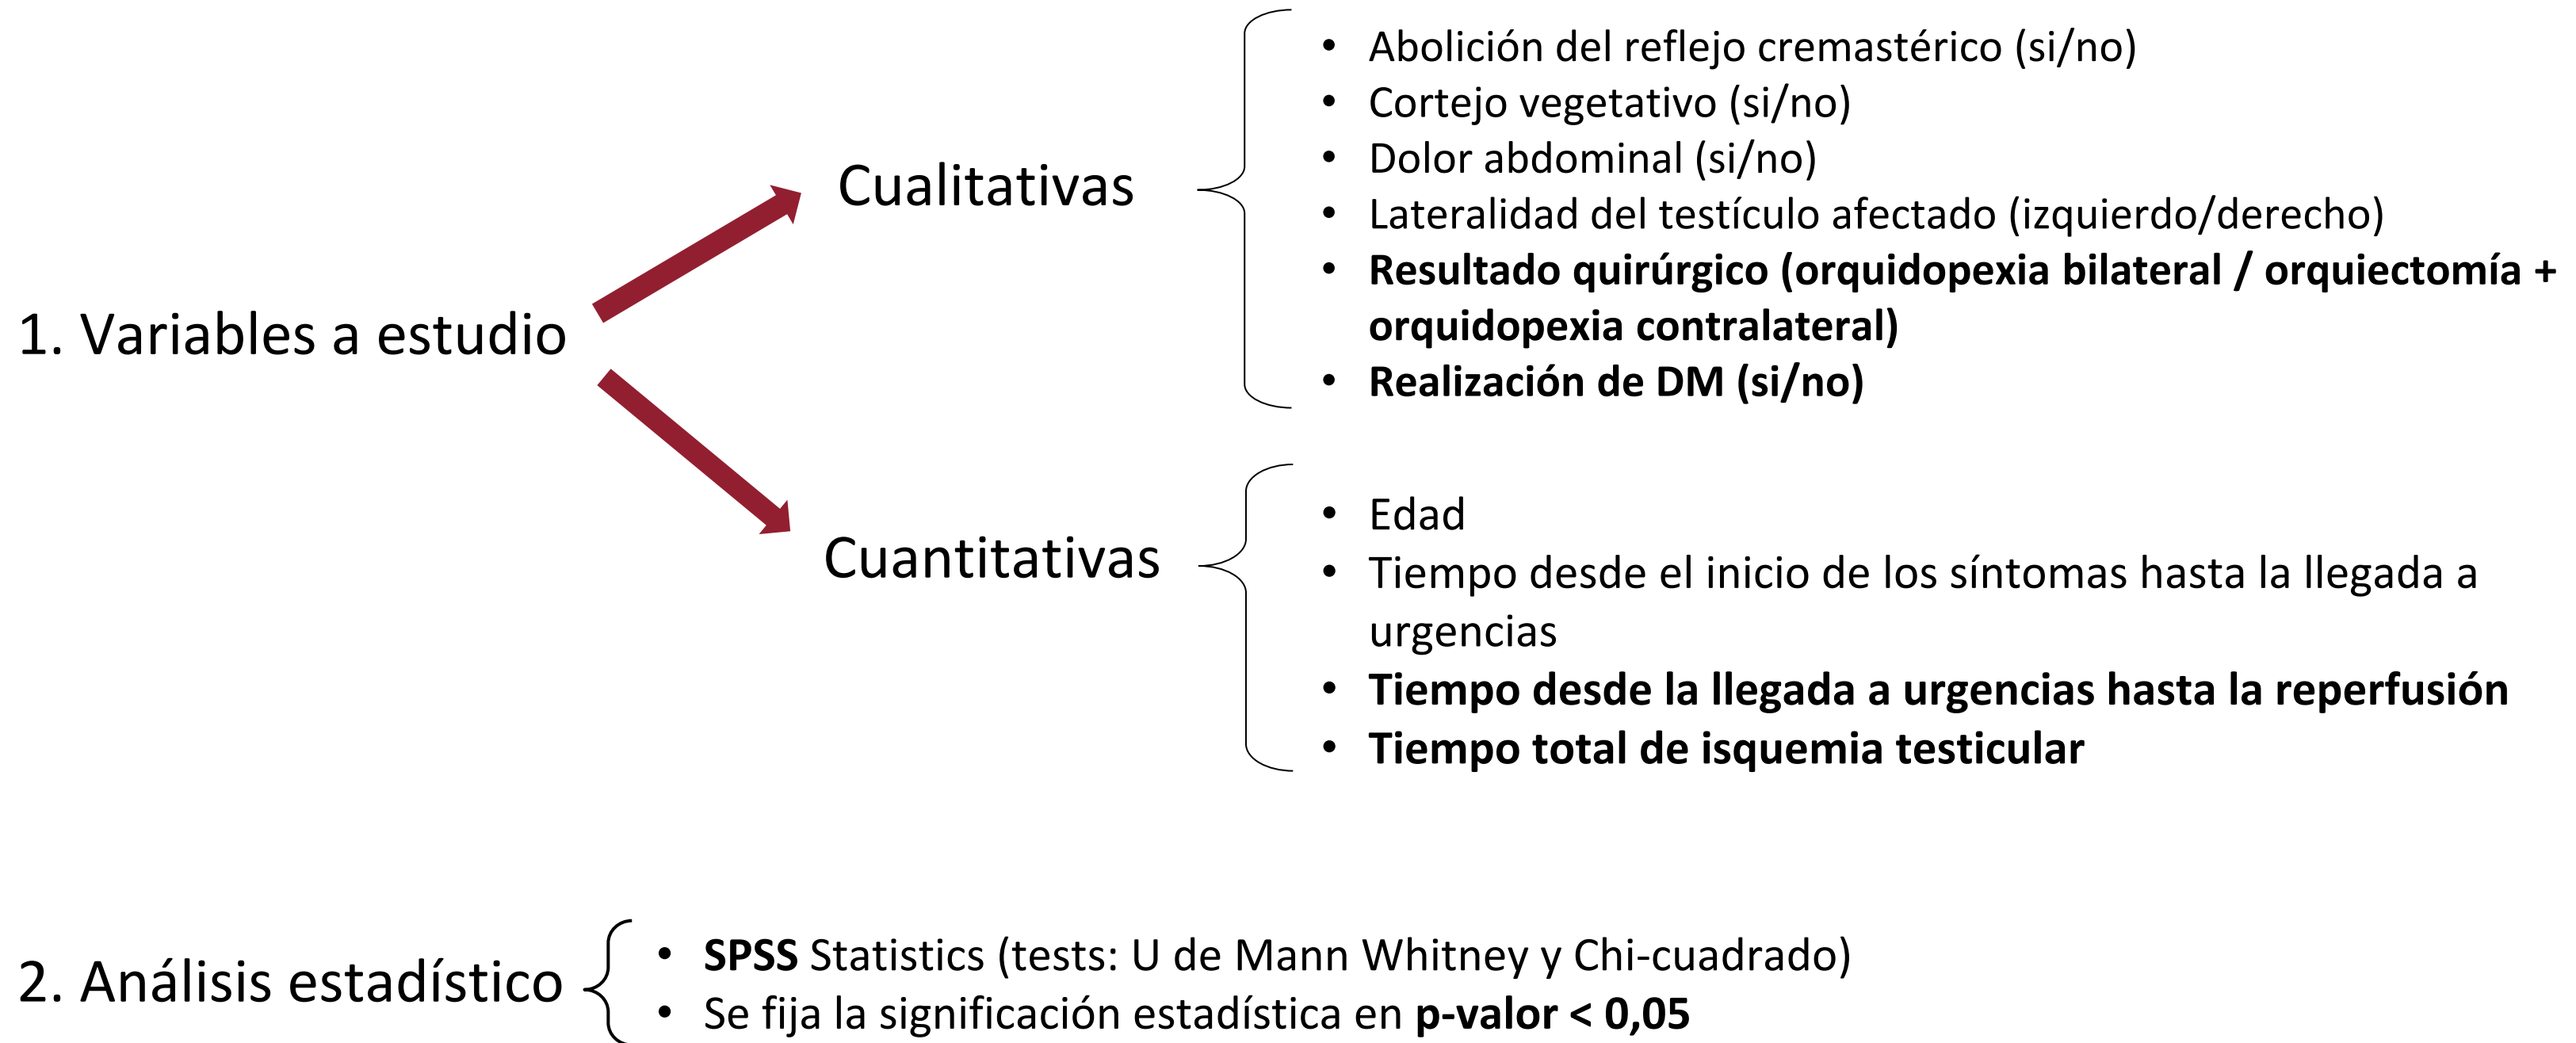 1. Variables a estudio
Cualitativas
• Abolición del reflejo cremastérico (si/no)
• Cortejo vegetativo (si/no)
• Dolor abdominal (si/no)
• Lateralidad del testículo afectado (izquierdo/derecho)
• Resultado quirúrgico (orquidopexia bilateral / orquiectomía +
orquidopexia contralateral)
• Realización de DM (si/no)
Cuantitativas
• Edad
• Tiempo desde el inicio de los síntomas hasta la llegada a
urgencias
• Tiempo desde la llegada a urgencias hasta la reperfusión
• Tiempo total de isquemia testicular
2. Análisis estadístico
• SPSS Statistics (tests: U de Mann Whitney y Chi-cuadrado)
• Se fija la significación estadística en p-valor < 0,05